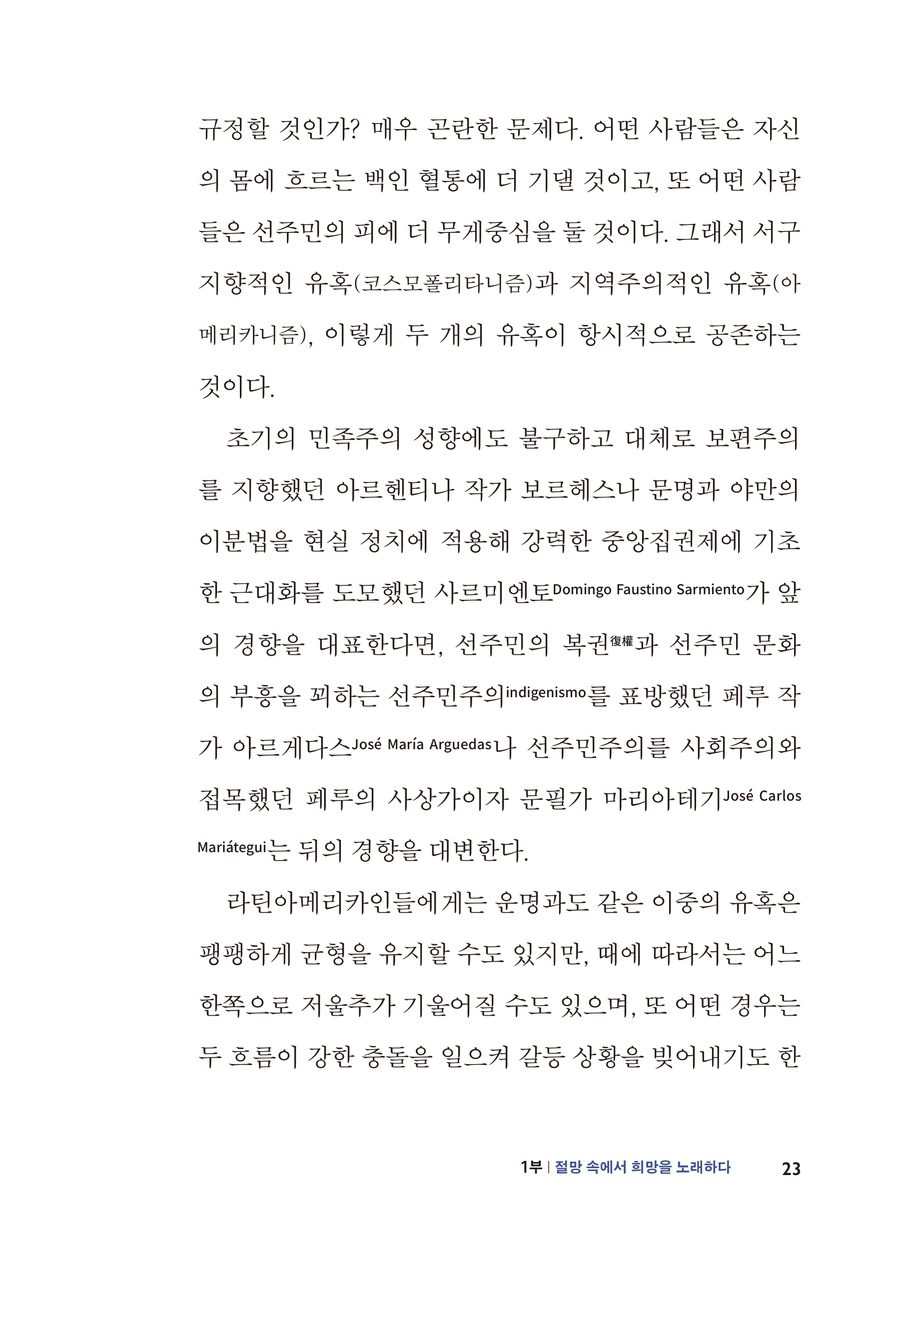 규정할 것인가? 매우 곤란한 문제다. 어떤 사람들은 자신
의 몸에 흐르는 백인 혈통에 더 기댈 것이고, 또 어떤 사람
들은 선주민의 피에 더 무게중심을 둘 것이다. 그래서 서구
지향적인 유혹(코스모폴리타니즘)과 지역주의적인 유혹(아
메리카니즘), 이렇게 두 개의 유혹이 항시적으로 공존하는
것이다.
초기의 민족주의 성향에도 불구하고 대체로 보편주의
를 지향했던 아르헨티나 작가 보르헤스나 문명과 야만의
이분법을 현실 정치에 적용해 강력한 중앙집권제에 기초
한 근대화를 도모했던 사르미엔토Domingo Faustino Sarmiento가 앞
의 경향을 대표한다면, 선주민의 복권復權과 선주민 문화
의 부흥을 꾀하는 선주민주의indigenismo를 표방했던 페루 작
가 아르게다스José María Arguedas나 선주민주의를 사회주의와
접목했던 페루의 사상가이자 문필가 마리아테기José Carlos
Mariátegui는 뒤의 경향을 대변한다.
라틴아메리카인들에게는 운명과도 같은 이중의 유혹은
팽팽하게 균형을 유지할 수도 있지만, 때에 따라서는 어느
한쪽으로 저울추가 기울어질 수도 있으며, 또 어떤 경우는
두 흐름이 강한 충돌을 일으켜 갈등 상황을 빚어내기도 한
1부 | 절망 속에서 희망을 노래하다 23